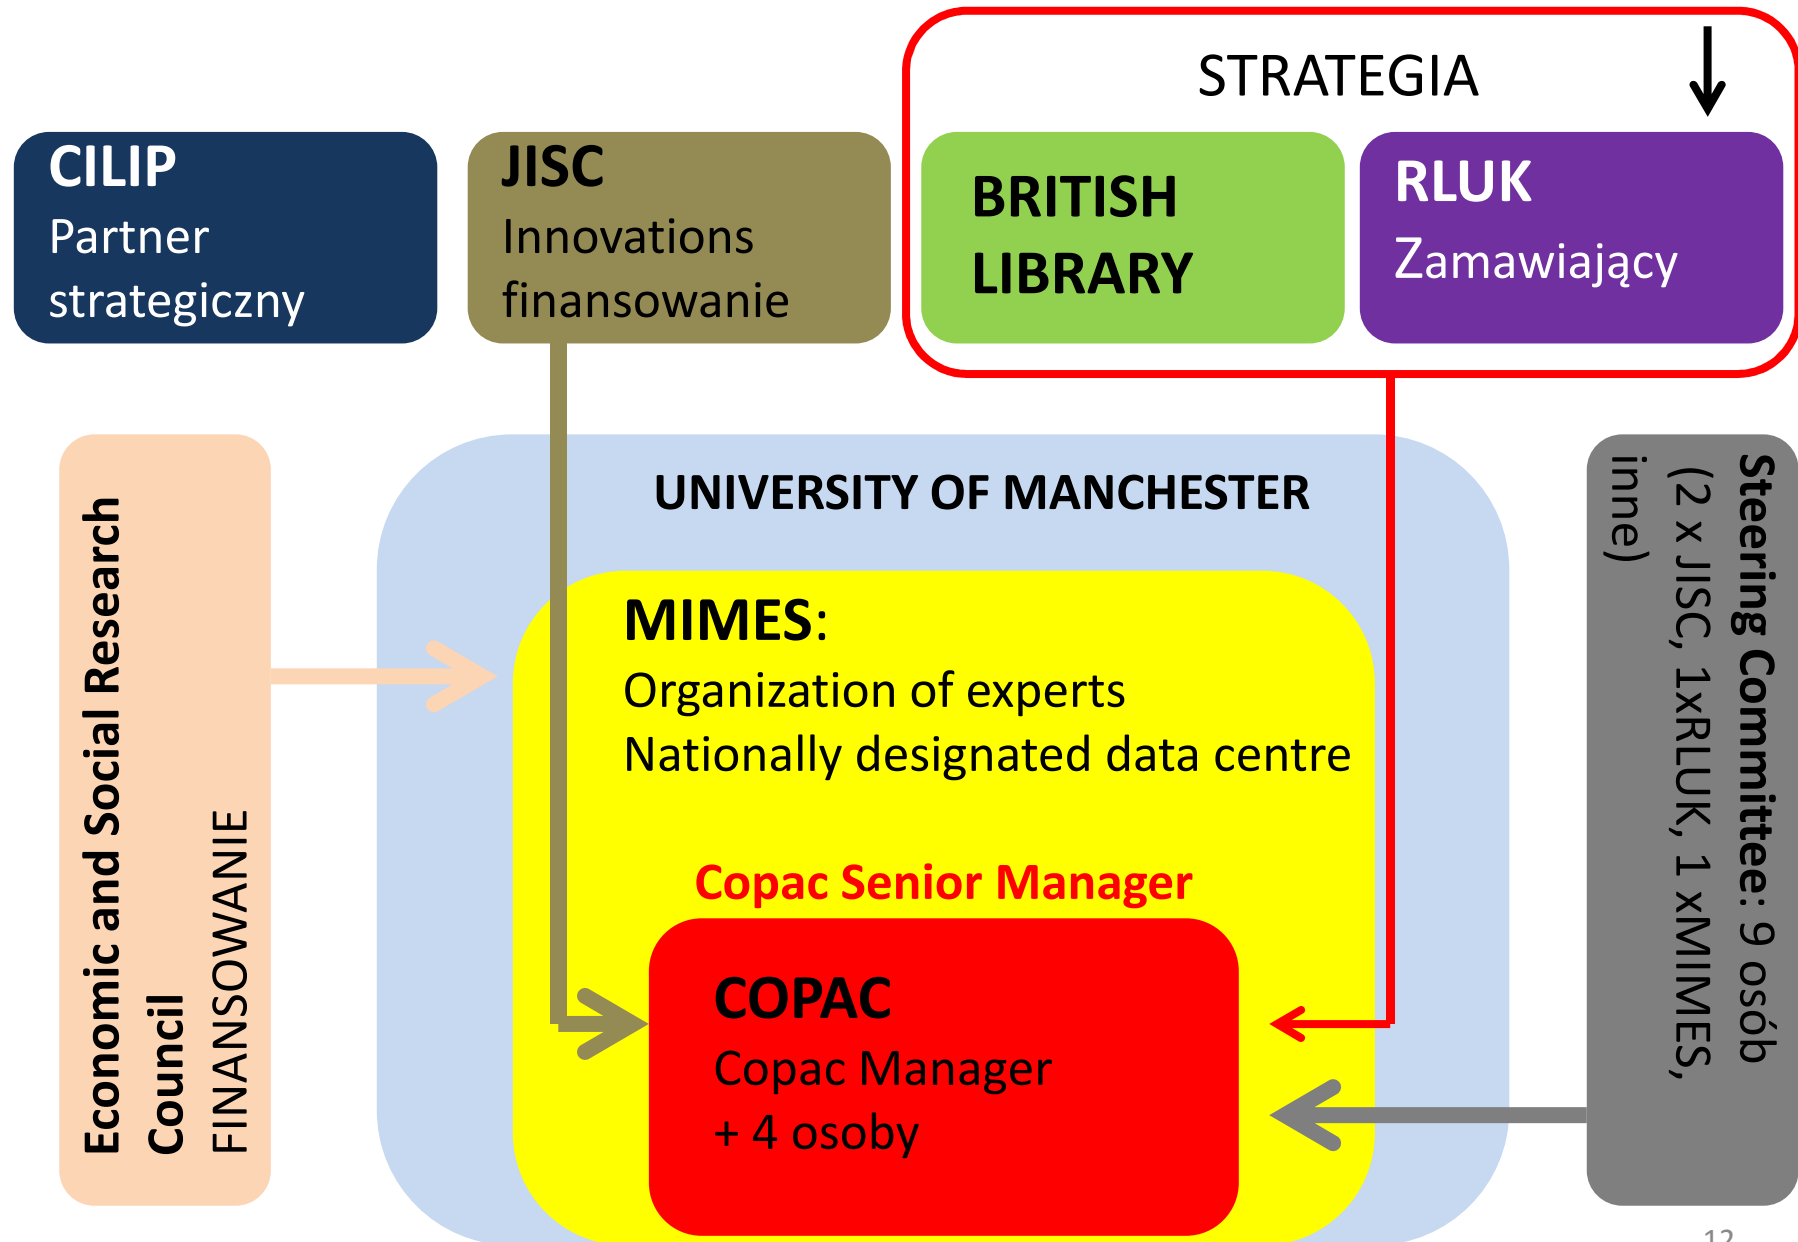 STRATEGIA
CILIP
Partner
strategiczny
JISC
Innovations
finansowanie
BRITISH
LIBRARY
RLUK
Zamawiający
Economic and Social Research
Council
FINANSOWANIE
UNIVERSITY OF MANCHESTER
MIMES:
Organization of experts
Nationally designated data centre
Copac Senior Manager
COPAC
Copac Manager
+ 4 osoby
Steering Committee: 9 osób
(2 x JISC, 1xRLUK, 1 xMIMES,
inne)
12